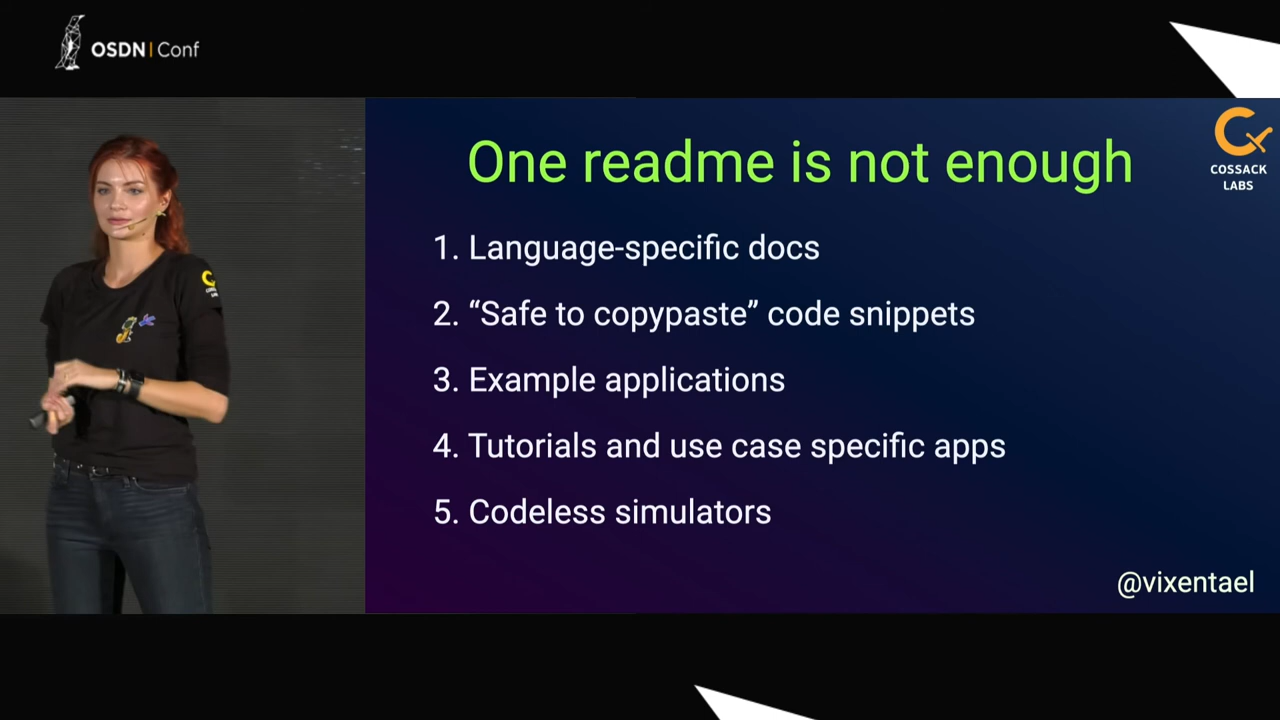 OSDN | Conf
One readme is not enough
COSSACK
LABS
1. Language-specific docs
2. “Safe to copypaste” code snippets
3. Example applications
4. Tutorials and use case specific apps
5. Codeless simulators
@vixentael